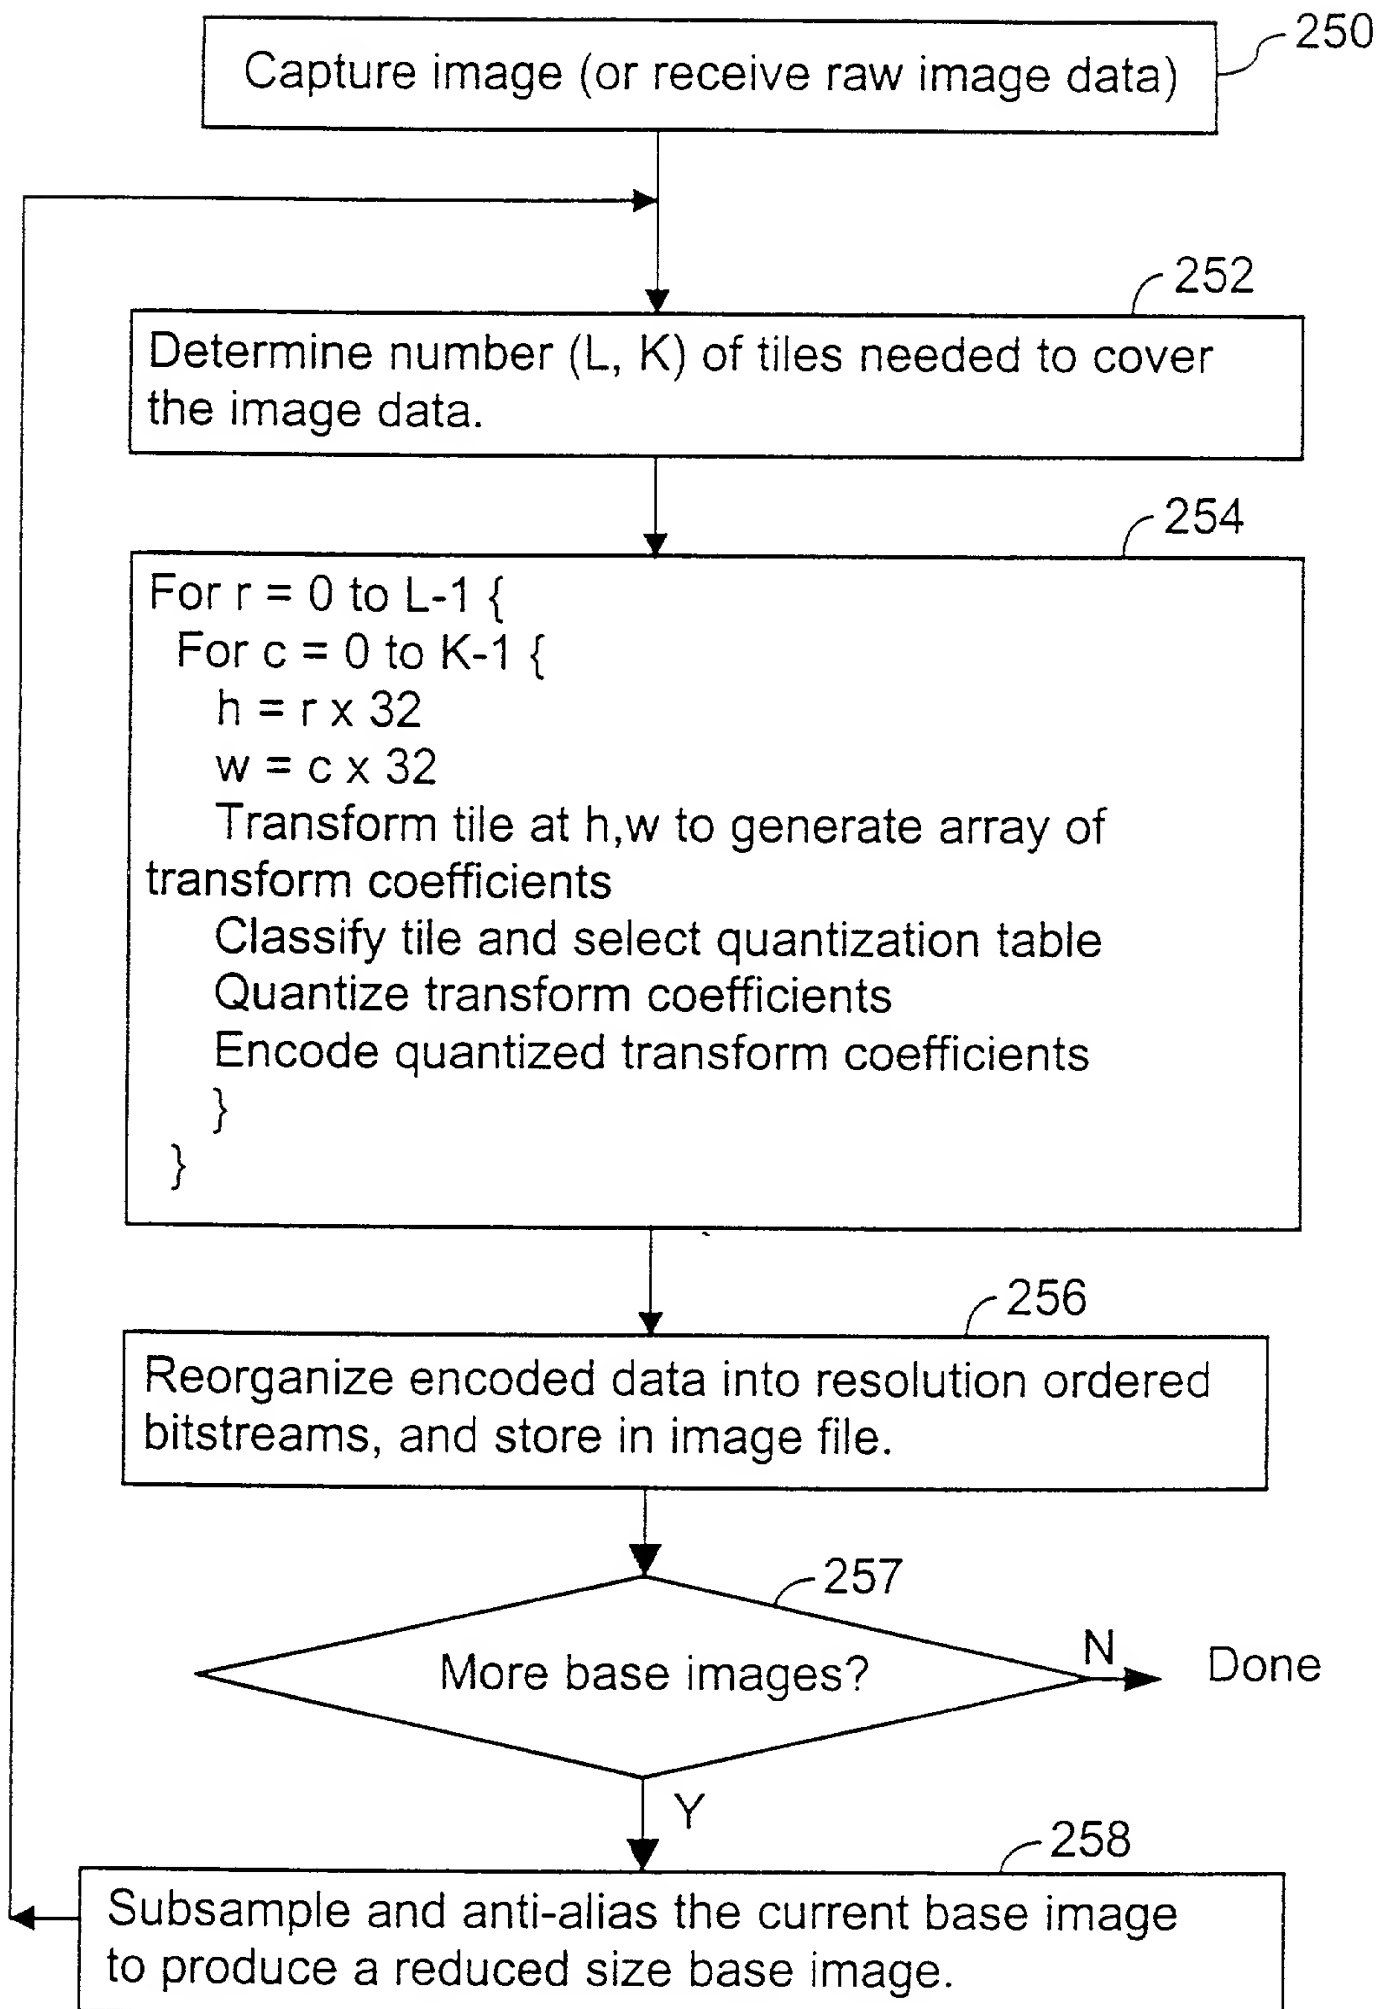 250
Capture image (or receive raw image data)
252
Determine number (L, K) of tiles needed to cover
the image data.
254
For r = 0 to L-1 {
For c = 0 to K-1 {
h = r x 32
w = c x 32
Transform tile at h,w to generate array of
transform coefficients
Classify tile and select quantization table
Quantize transform coefficients
Encode quantized transform coefficients
}
}
256
Reorganize encoded data into resolution ordered
bitstreams, and store in image file.
257
More base images?
N
Done
Y
258
Subsample and anti-alias the current base image
to produce a reduced size base image.